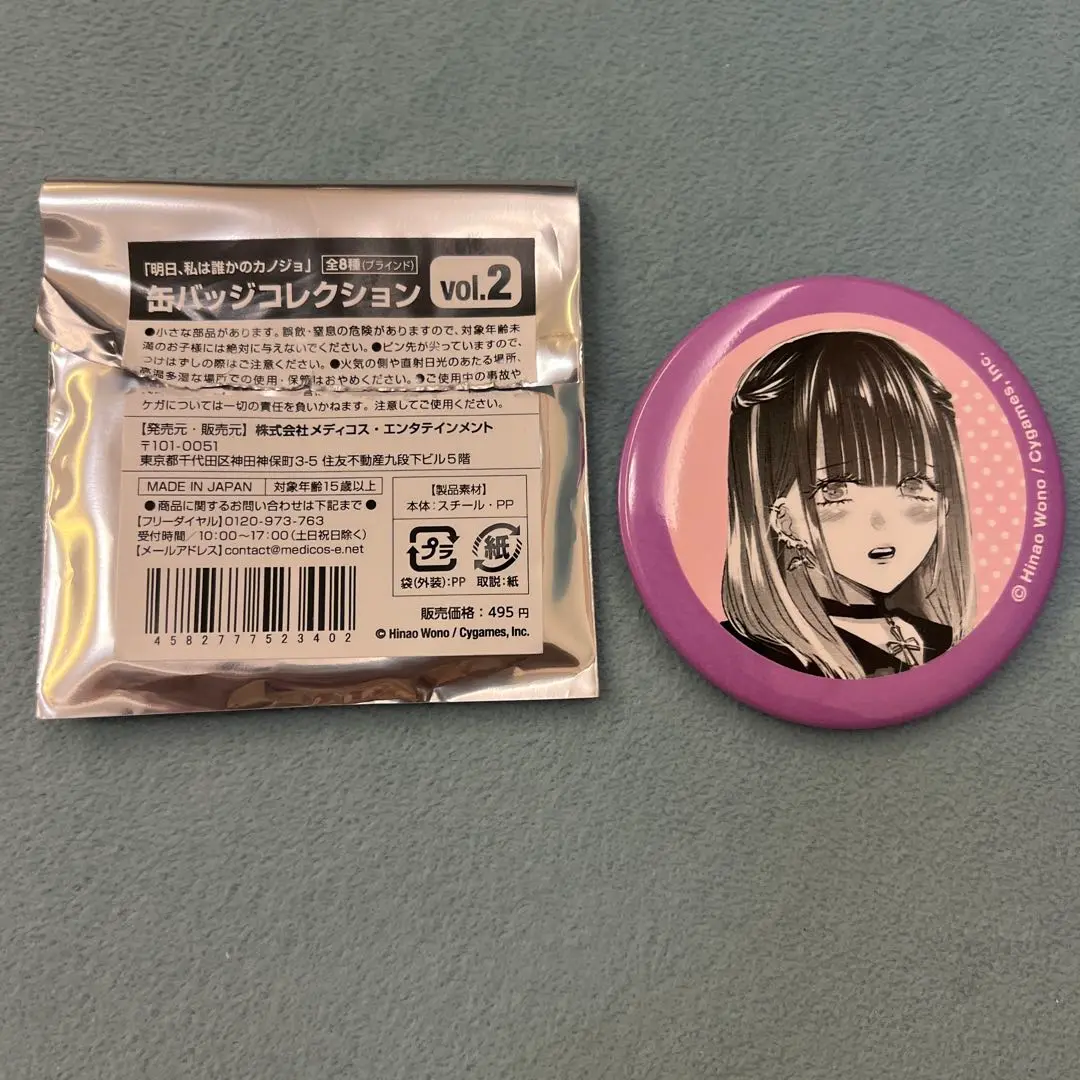 「明日、私は誰かのカノジョ」 全8種(ブラインド)
缶バッジコレクション vol.2
●小さな部品があります。誤飲・窒息の危険がありますので、対象年齢未
満のお子様には絶対に与えないでください。●ピン先が尖っていますので、
つけはずしの際はご注意ください。●火気の側や直射日光のあたる場所、
高温多湿な場所での使用・保管はおやめください。●ご使用中の事故や
ケガについては一切の責任を負いかねます。注意してご使用ください。
【発売元・販売元】株式会社メディコス・エンタテインメント
〒101-0051
東京都千代田区神田神保町3-5 住友不動産九段下ビル5階
MADE IN JAPAN 対象年齢15歳以上
●商品に関するお問い合わせは下記まで●
【フリーダイヤル】0120-973-763
受付時間／10:00～17:00(土日祝日除く)
【メールアドレス】contact@medicos-e.net
【製品素材】
本体:スチール・PP
プラ 紙
袋(外装):PP 取説:紙
4582777523402
販売価格:495円
© Hinao Wono / Cygames, Inc.
© Hinao Wono / Cygames, Inc.